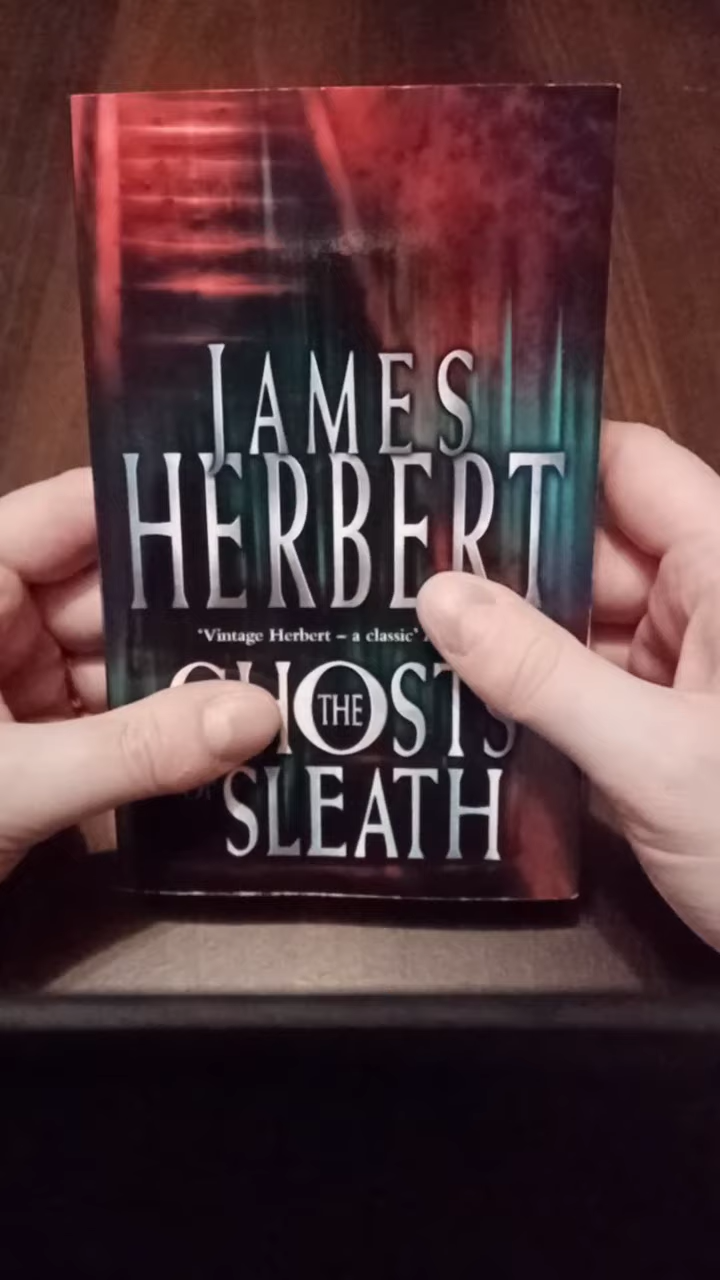 JAMES
HERBERT
'Vintage Herbert – a classic'
THE
GHOSTS
OF
SLEATH